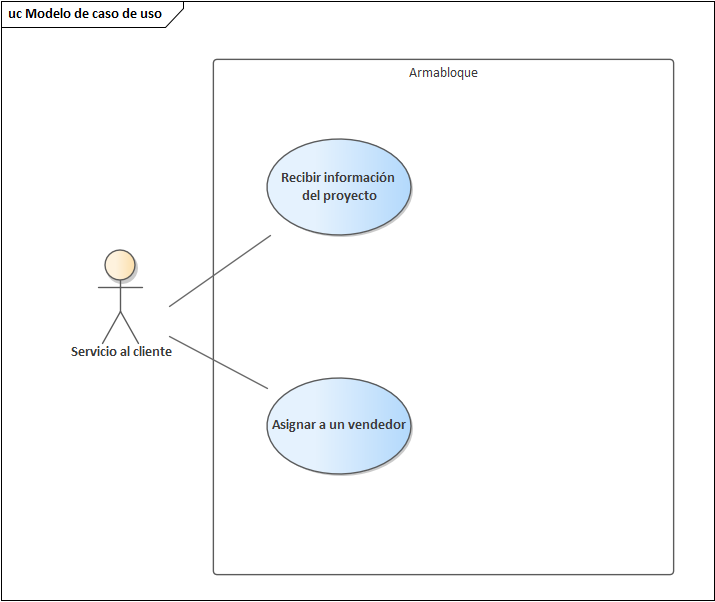 uc Modelo de caso de uso
Armabloque
Recibir información
del proyecto
Servicio al cliente
Asignar a un vendedor